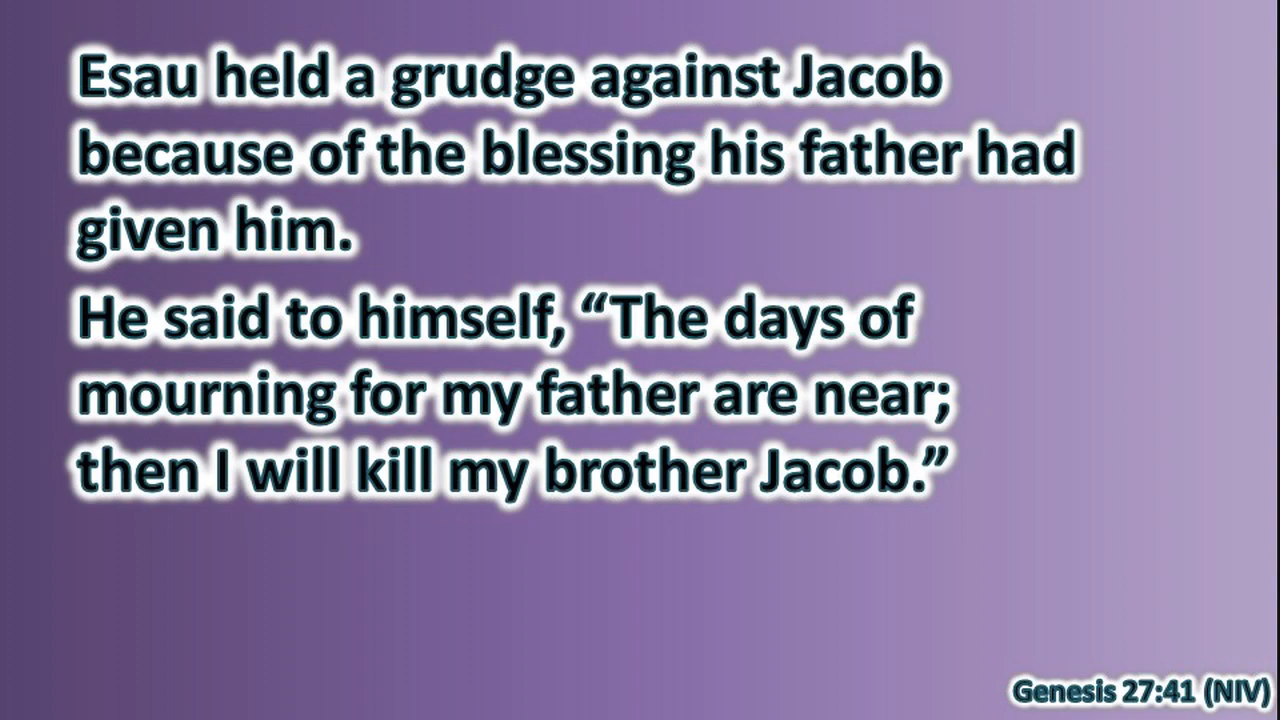 Esau held a grudge against Jacob
because of the blessing his father had
given him.
He said to himself, “The days of
mourning for my father are near;
then I will kill my brother Jacob.”
Genesis 27:41 (NIV)